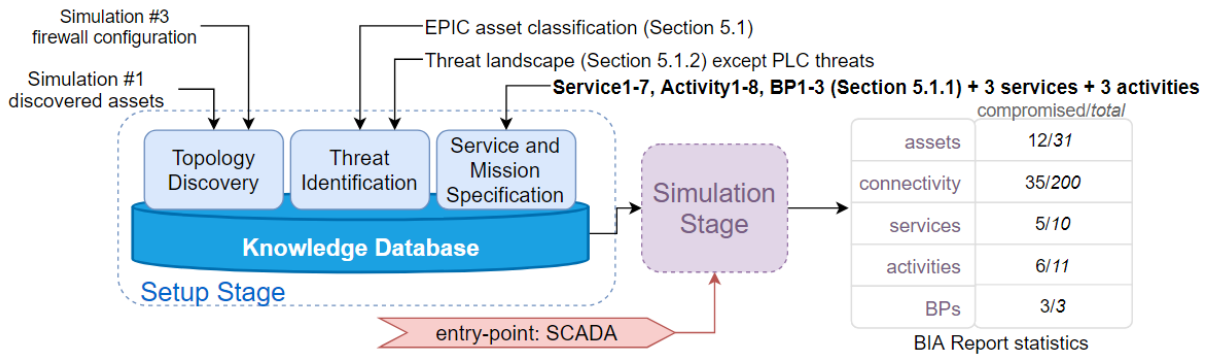 Simulation #3
firewall configuration
EPIC asset classification (Section 5.1)
Threat landscape (Section 5.1.2) except PLC threats
Simulation #1
discovered assets
Service1-7, Activity1-8, BP1-3 (Section 5.1.1) + 3 services + 3 activities
compromised/total
Topology
Discovery
Threat
Identification
Service and
Mission
Specification
Knowledge Database
Setup Stage
Simulation
Stage
entry-point: SCADA
assets 12/31
connectivity 35/200
services 5/10
activities 6/11
BPs 3/3
BIA Report statistics